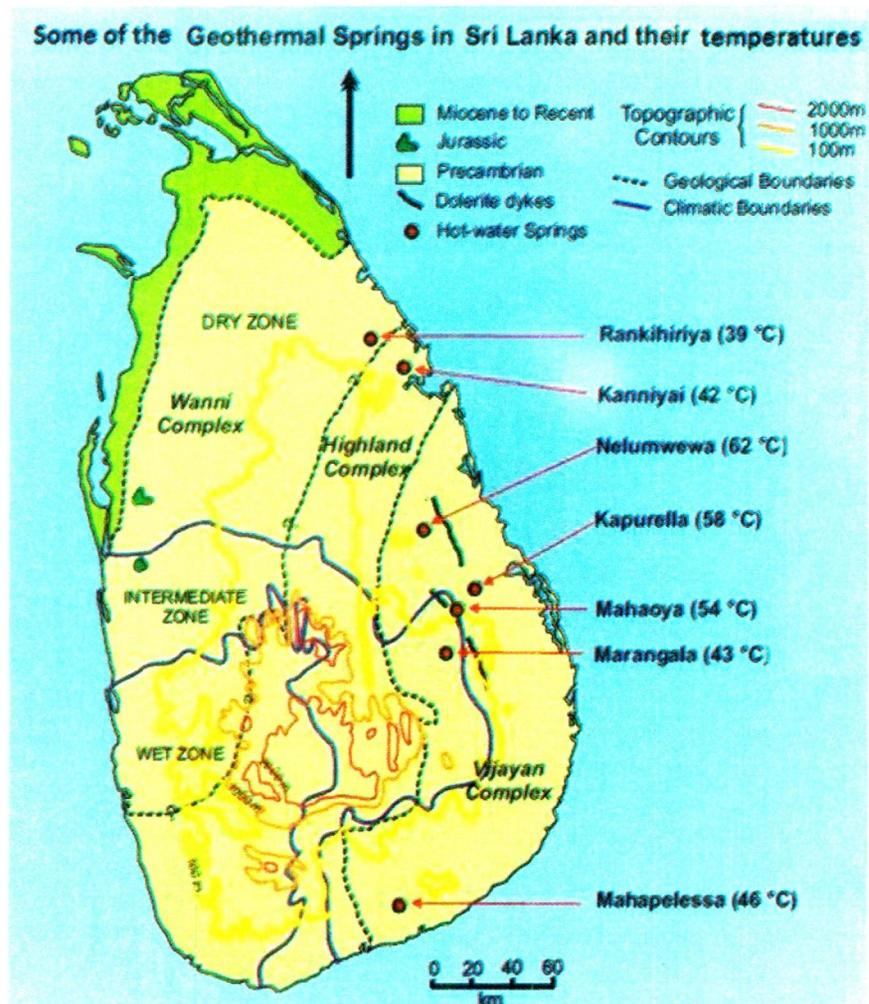 Some of the Geothermal Springs in Sri Lanka and their temperatures
Miocene to Recent
Jurassic
Precambrian
Dolerite dykes
Hot-water Springs
Topographic
Contours
2000m
1000m
100m
Geological Boundaries
Climatic Boundaries
DRY ZONE
Rankihiriya (39 °C)
Kanniyai (42 °C)
Wanni
Complex
Highland
Complex
Nelumwewa (62 °C)
Kapurella (58 °C)
INTERMEDIATE
ZONE
Mahaoya (54 °C)
Marangala (43 °C)
WET ZONE
Vijayan
Complex
Mahapelessa (46 °C)
0 20 40 60
km